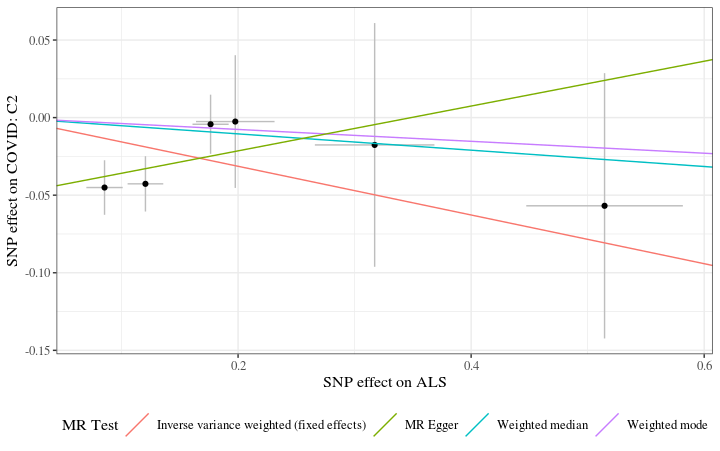 0.05
0.00
-0.05
-0.10
-0.15
SNP effect on COVID: C2
0.2
0.4
0.6
SNP effect on ALS
MR Test
Inverse variance weighted (fixed effects)
MR Egger
Weighted median
Weighted mode